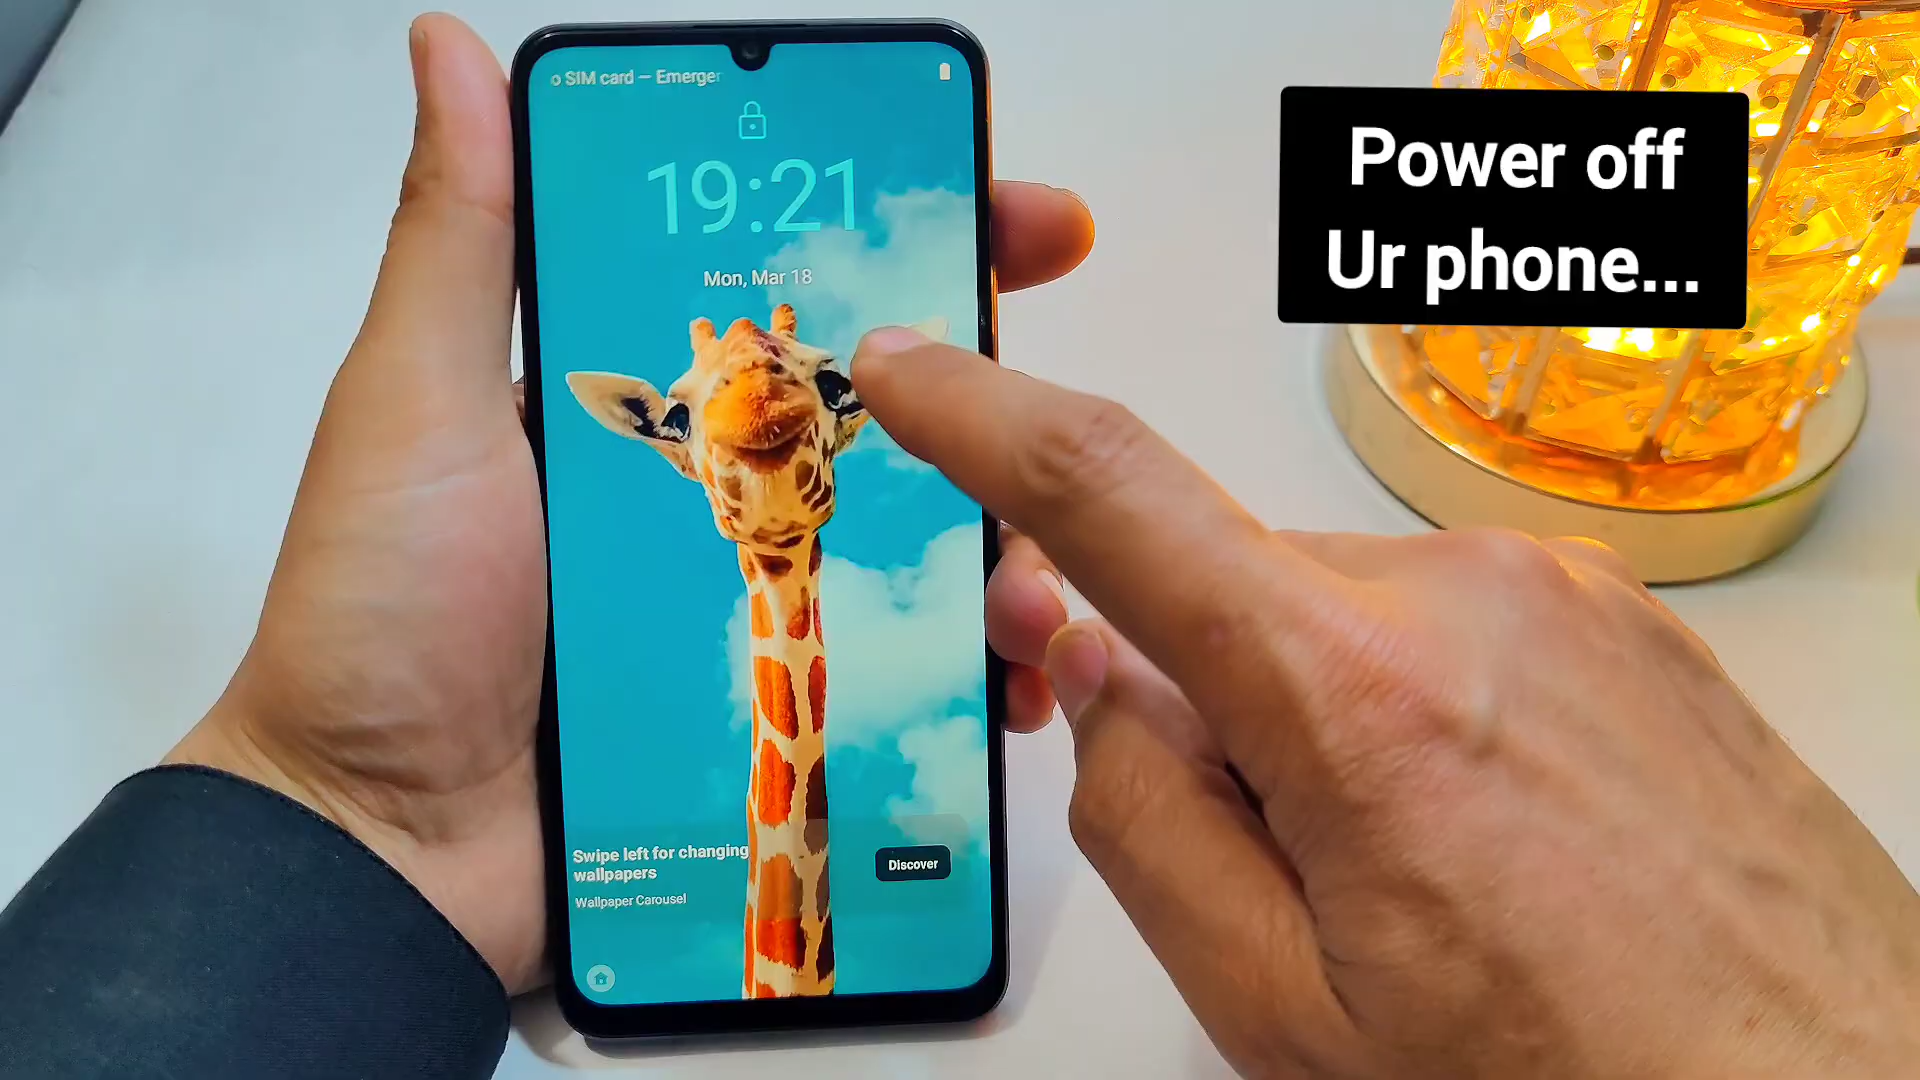 o SIM card – Emerger
19:21
Mon, Mar 18
Power off
Ur phone...
Swipe left for changing
wallpapers
Wallpaper Carousel
Discover